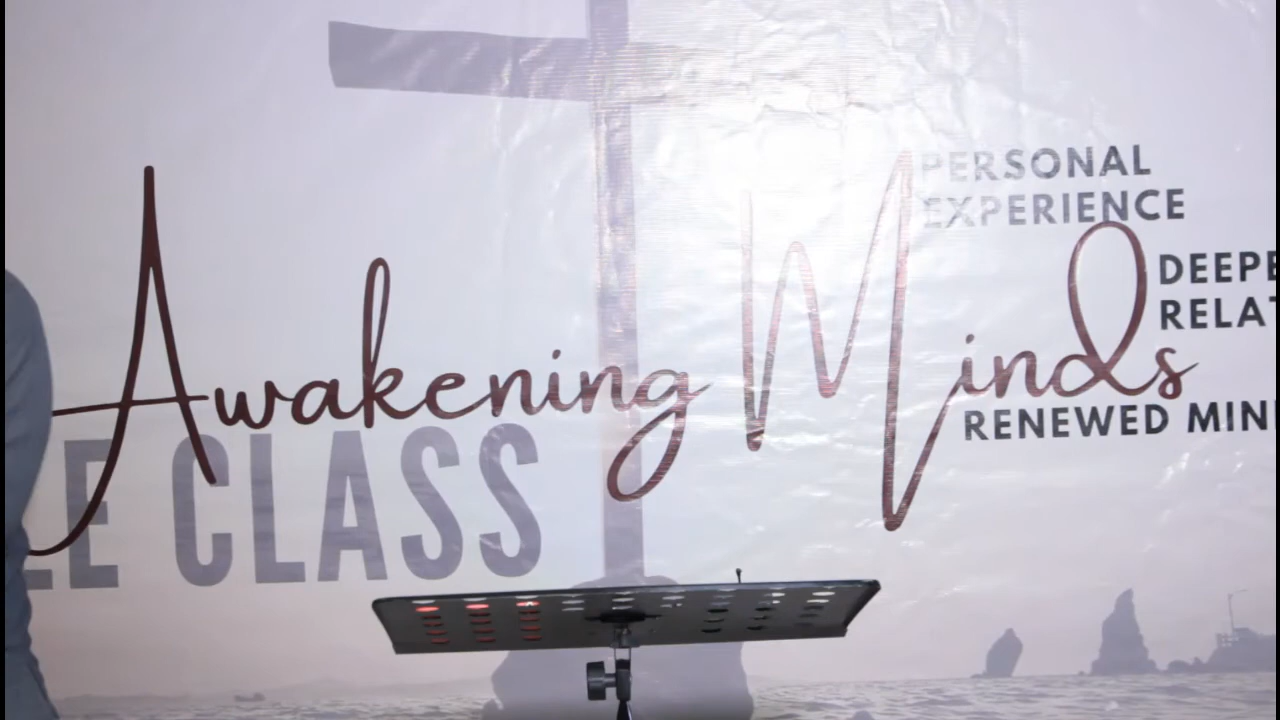 Awakening Minds
CLASS
PERSONAL
EXPERIENCE
RENEWED